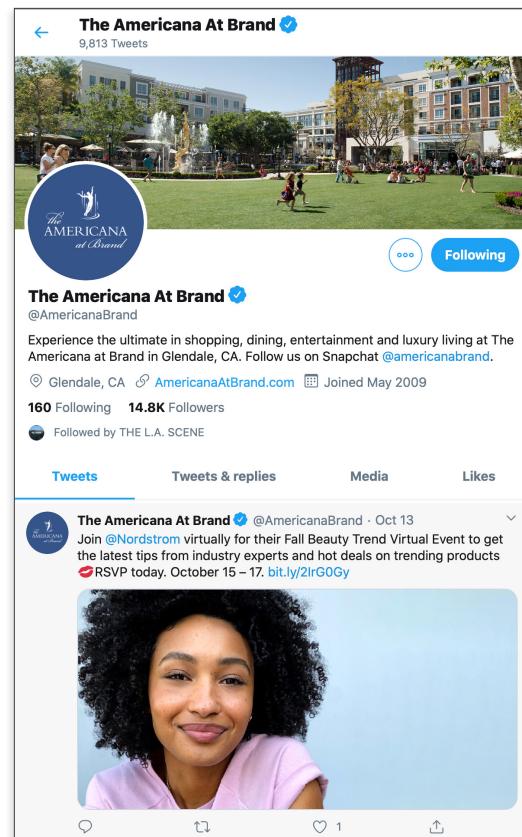 The Americana At Brand
9,813 Tweets
The
AMERICANA
at Brand
Following
The Americana At Brand
@AmericanaBrand
Experience the ultimate in shopping, dining, entertainment and luxury living at The
Americana at Brand in Glendale, CA. Follow us on Snapchat @americanabrand.
Glendale, CA AmericanaAtBrand.com Joined May 2009
160 Following 14.8K Followers
Followed by THE L.A. SCENE
Tweets Tweets & replies Media Likes
The Americana At Brand @AmericanaBrand · Oct 13
Join @Nordstrom virtually for their Fall Beauty Trend Virtual Event to get
the latest tips from industry experts and hot deals on trending products
💋RSVP today. October 15 – 17. bit.ly/2IrG0Gy
1